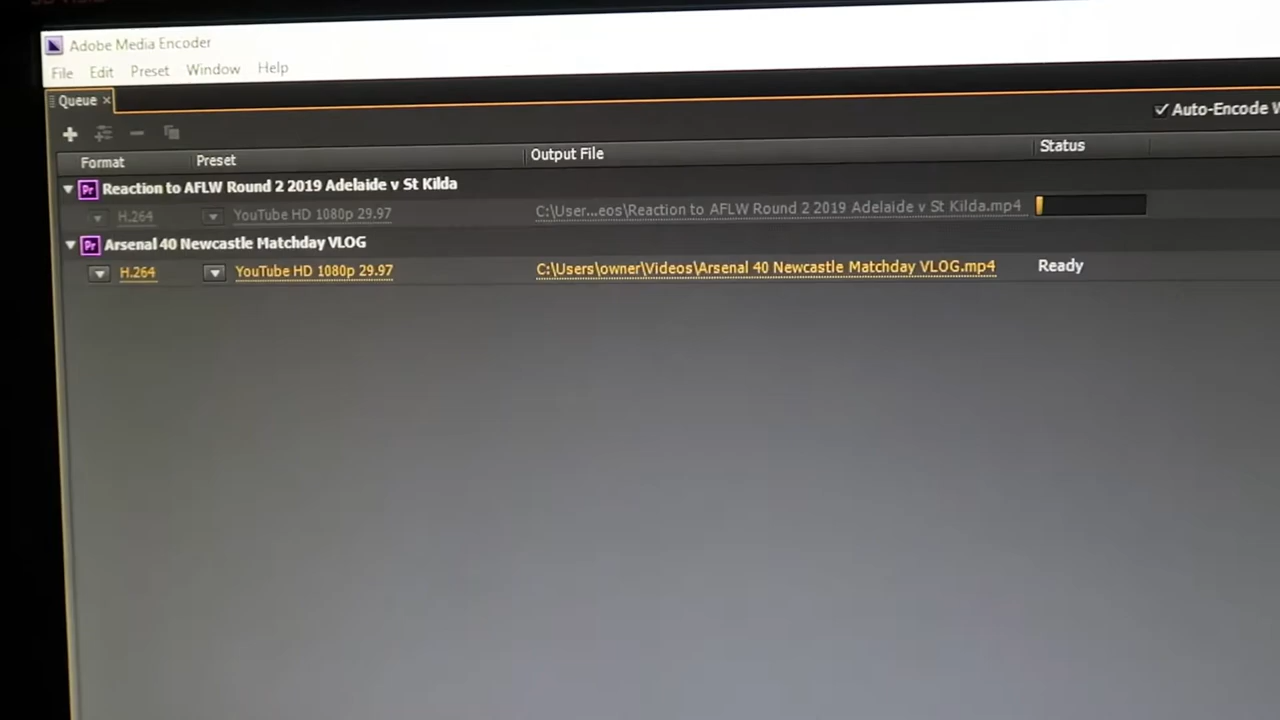 Adobe Media Encoder
File Edit Preset Window Help
Queue ×
Auto-Encode
Format Preset Output File Status
Pr Reaction to AFLW Round 2 2019 Adelaide v St Kilda
H.264 YouTube HD 1080p 29.97 C:\User...eos\Reaction to AFLW Round 2 2019 Adelaide v St Kilda.mp4
Pr Arsenal 40 Newcastle Matchday VLOG
H.264 YouTube HD 1080p 29.97 C:\Users\owner\Videos\Arsenal 40 Newcastle Matchday VLOG.mp4 Ready